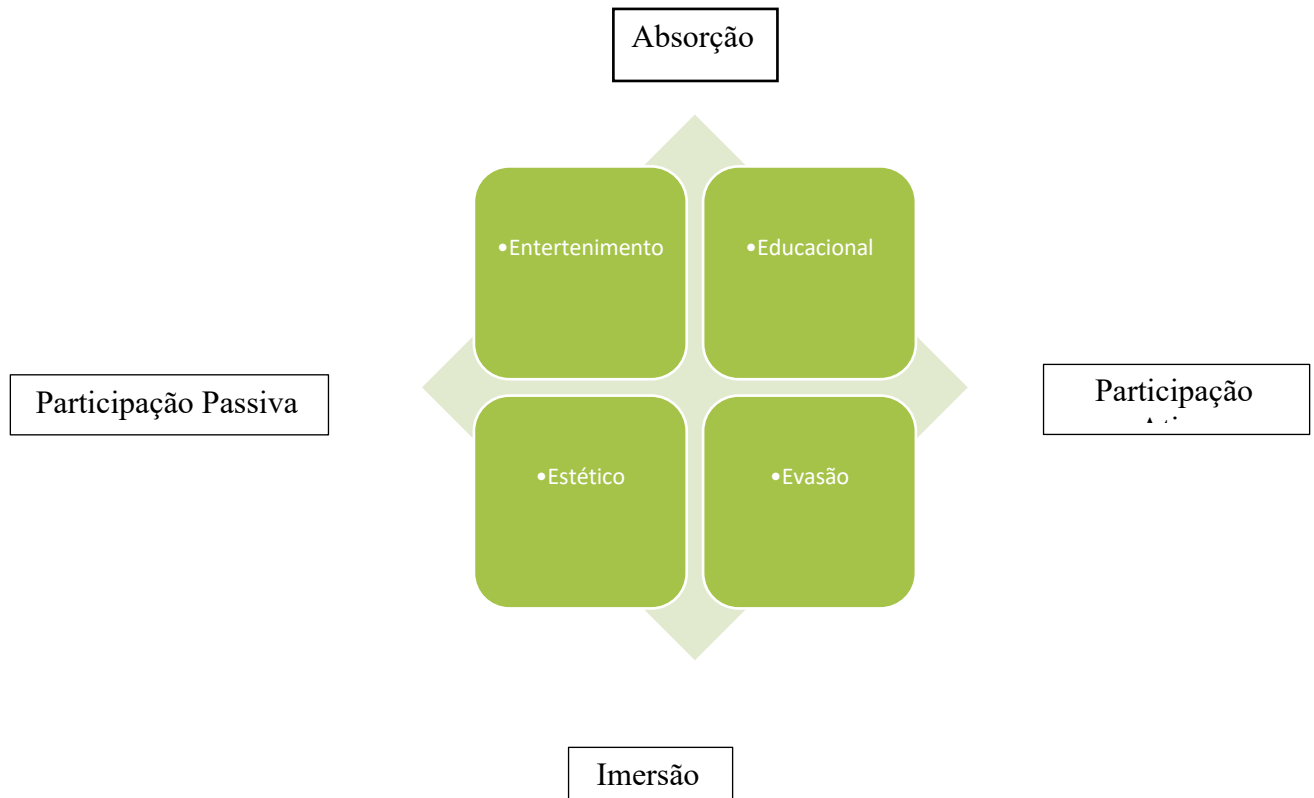 Absorção
•Entertenimento
•Educacional
Participação Passiva
Participação
•Estético
•Evasão
Imersão